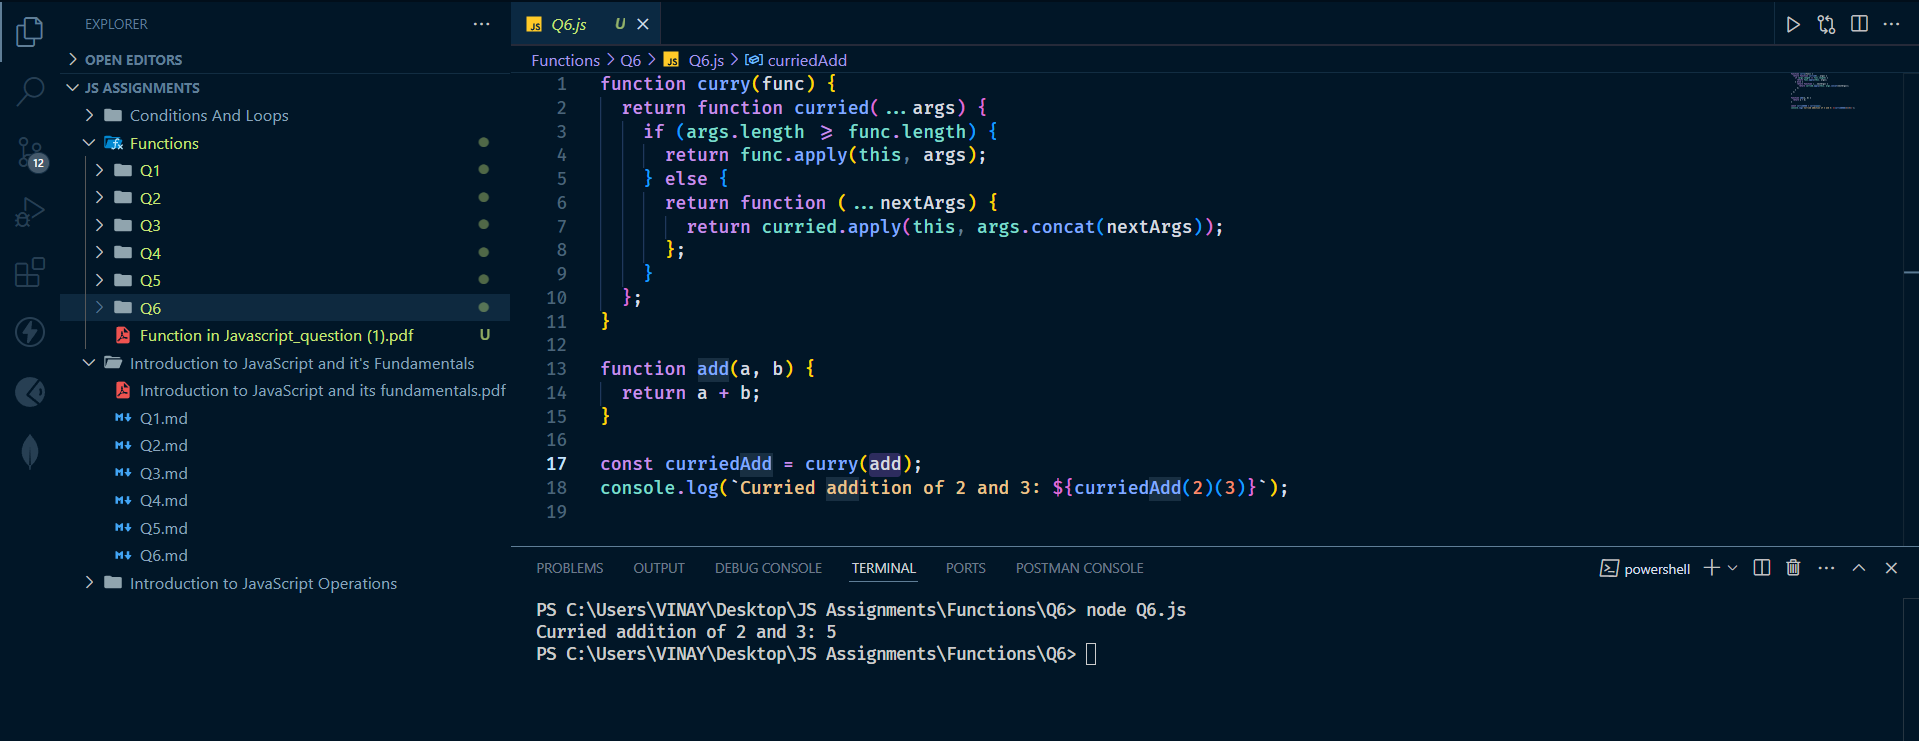 EXPLORER
OPEN EDITORS
JS ASSIGNMENTS
Conditions And Loops
Functions
Q1
Q2
Q3
Q4
Q5
Q6
Function in Javascript_question (1).pdf U
Introduction to JavaScript and it's Fundamentals
Introduction to JavaScript and its fundamentals.pdf
Q1.md
Q2.md
Q3.md
Q4.md
Q5.md
Q6.md
Introduction to JavaScript Operations
12
JS Q6.js U
Functions > Q6 > JS Q6.js > curriedAdd
1 function curry(func) {
2 return function curried(...args) {
3 if (args.length >= func.length) {
4 return func.apply(this, args);
5 } else {
6 return function (...nextArgs) {
7 return curried.apply(this, args.concat(nextArgs));
8 };
9 }
10 };
11 }
12
13 function add(a, b) {
14 return a + b;
15 }
16
17 const curriedAdd = curry(add);
18 console.log(`Curried addition of 2 and 3: ${curriedAdd(2)(3)}`);
19
PROBLEMS OUTPUT DEBUG CONSOLE TERMINAL PORTS POSTMAN CONSOLE powershell
PS C:\Users\VINAY\Desktop\JS Assignments\Functions\Q6> node Q6.js
Curried addition of 2 and 3: 5
PS C:\Users\VINAY\Desktop\JS Assignments\Functions\Q6>